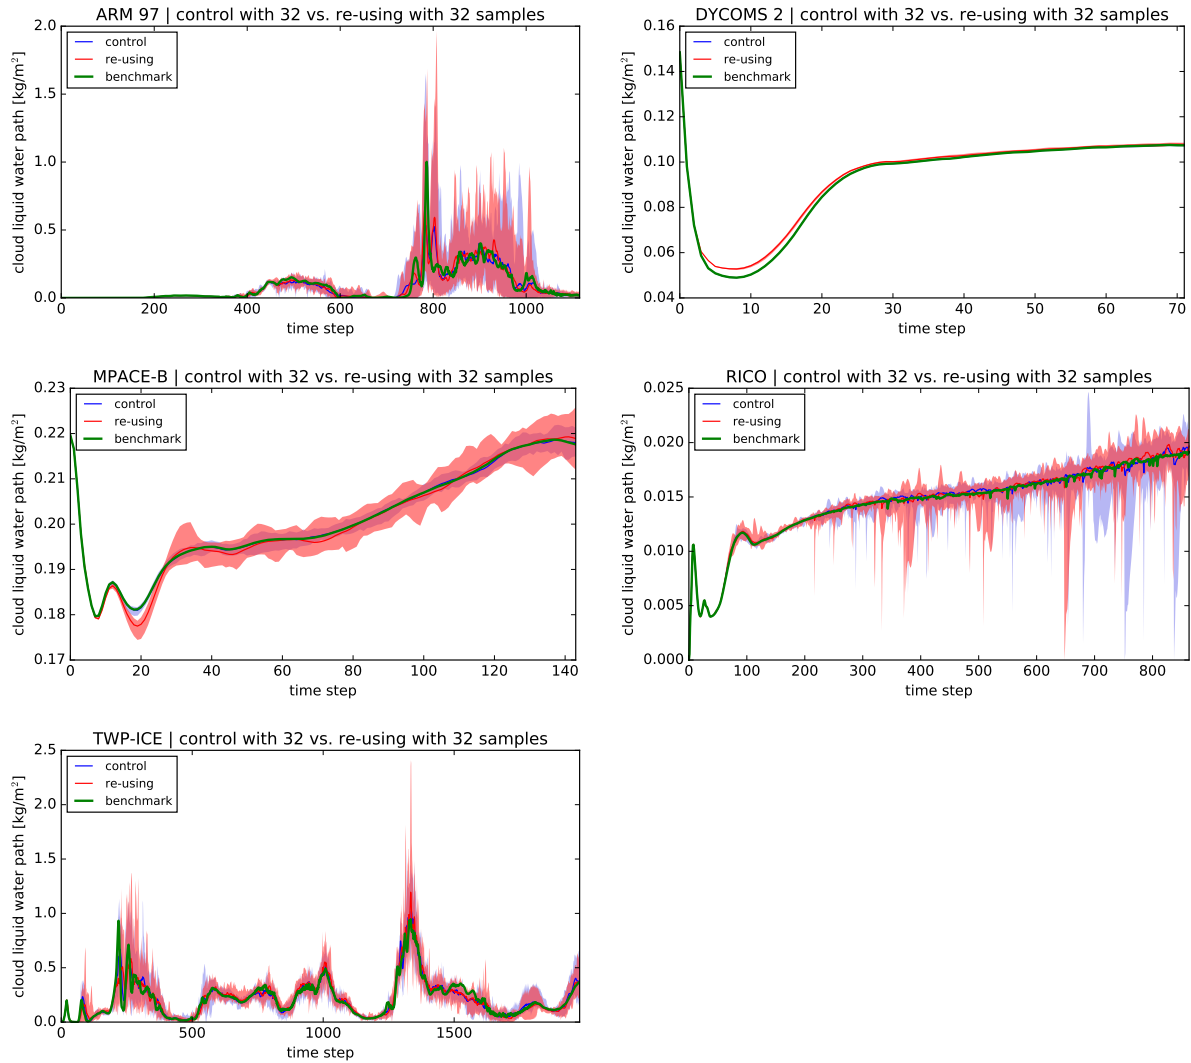 ARM 97 | control with 32 vs. re-using with 32 samples
cloud liquid water path [kg/m²]
2.0
1.5
1.0
0.5
0.0
control
re-using
benchmark
0 200 400 600 800 1000
time step
DYCOMS 2 | control with 32 vs. re-using with 32 samples
cloud liquid water path [kg/m²]
0.16
0.14
0.12
0.10
0.08
0.06
0.04
control
re-using
benchmark
0 10 20 30 40 50 60 70
time step
MPACE-B | control with 32 vs. re-using with 32 samples
cloud liquid water path [kg/m²]
0.23
0.22
0.21
0.20
0.19
0.18
0.17
control
re-using
benchmark
0 20 40 60 80 100 120 140
time step
RICO | control with 32 vs. re-using with 32 samples
cloud liquid water path [kg/m²]
0.025
0.020
0.015
0.010
0.005
0.000
control
re-using
benchmark
0 100 200 300 400 500 600 700 800
time step
TWP-ICE | control with 32 vs. re-using with 32 samples
cloud liquid water path [kg/m²]
2.5
2.0
1.5
1.0
0.5
0.0
control
re-using
benchmark
0 500 1000 1500
time step